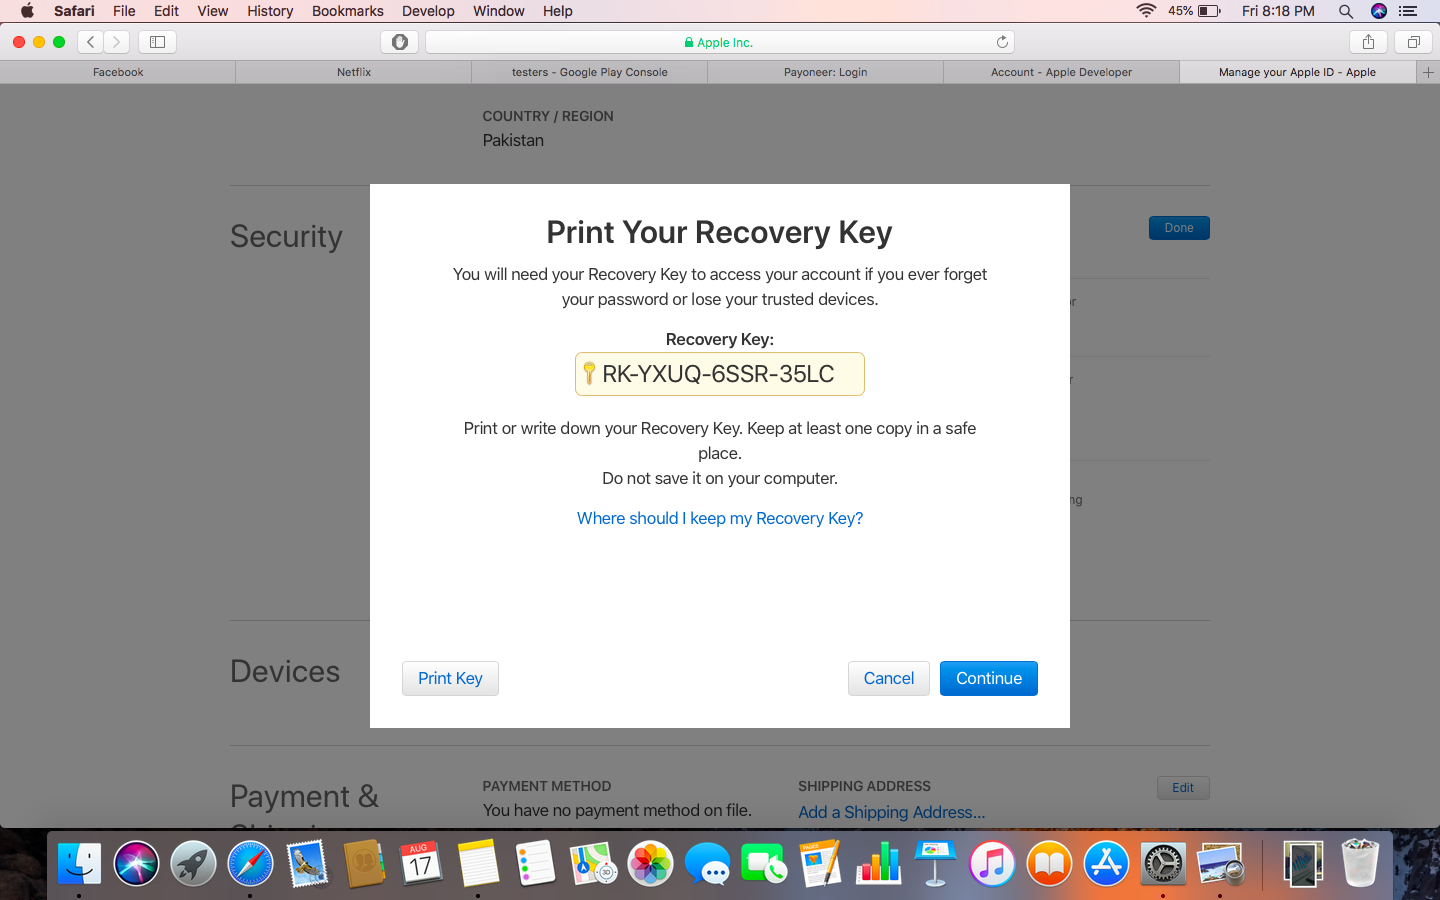 Safari File Edit View History Bookmarks Develop Window Help 45% Fri 8:18 PM
Apple Inc.
Facebook Netflix testers - Google Play Console Payoneer: Login Account - Apple Developer Manage your Apple ID - Apple
COUNTRY / REGION
Pakistan
Security
Done
Print Your Recovery Key
You will need your Recovery Key to access your account if you ever forget
your password or lose your trusted devices.
Recovery Key:
RK-YXUQ-6SSR-35LC
Print or write down your Recovery Key. Keep at least one copy in a safe
place.
Do not save it on your computer.
Where should I keep my Recovery Key?
Print Key Cancel Continue
Devices
Payment &
PAYMENT METHOD
You have no payment method on file.
SHIPPING ADDRESS
Add a Shipping Address...
Edit
AUG
17
3D